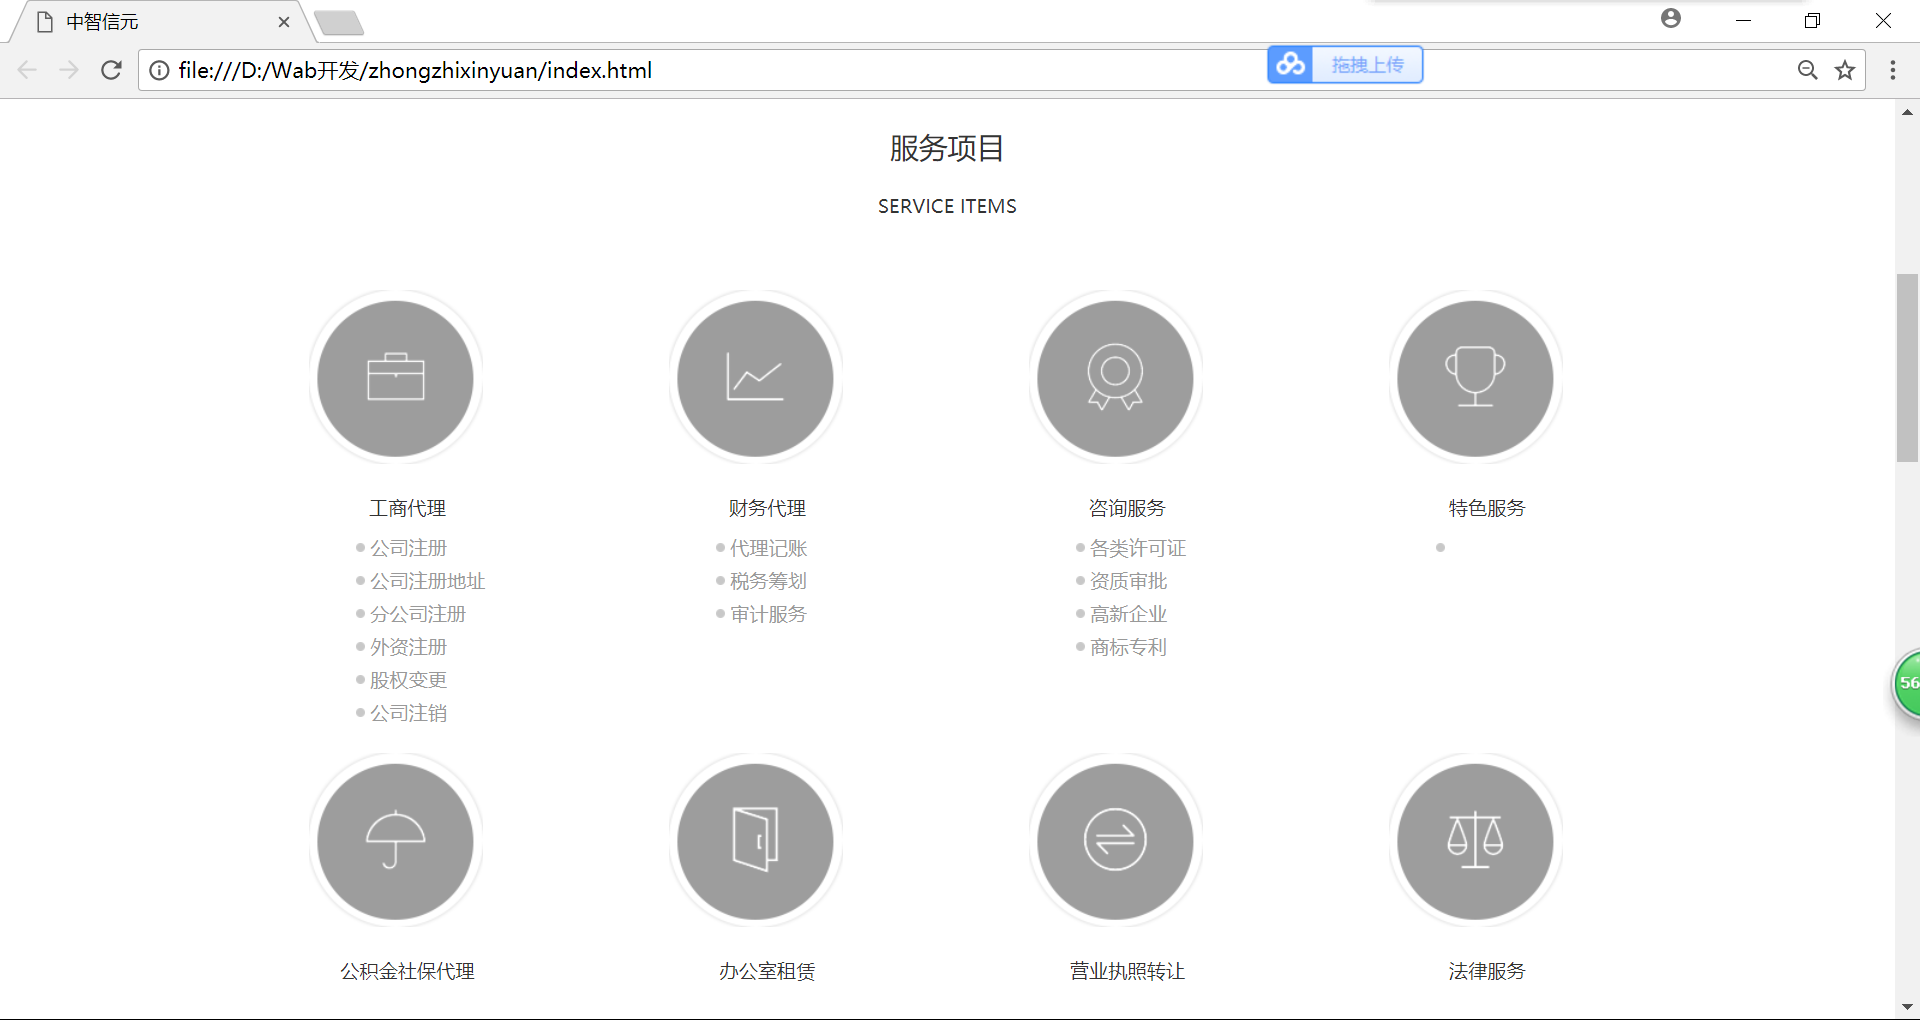 中智信元
file:///D:/Wab开发/zhongzhixinyuan/index.html
拖拽上传
服务项目
SERVICE ITEMS
工商代理
公司注册
公司注册地址
分公司注册
外资注册
股权变更
公司注销
财务代理
代理记账
税务筹划
审计服务
咨询服务
各类许可证
资质审批
高新企业
商标专利
特色服务
56
公积金社保代理
办公室租赁
营业执照转让
法律服务